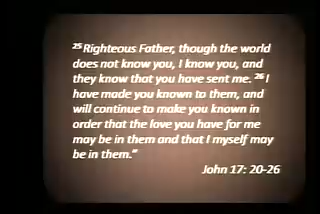 ²⁵ Righteous Father, though the world
does not know you, I know you, and
they know that you have sent me. ²⁶ I
have made you known to them, and
will continue to make you known in
order that the love you have for me
may be in them and that I myself may
be in them.”
John 17: 20-26